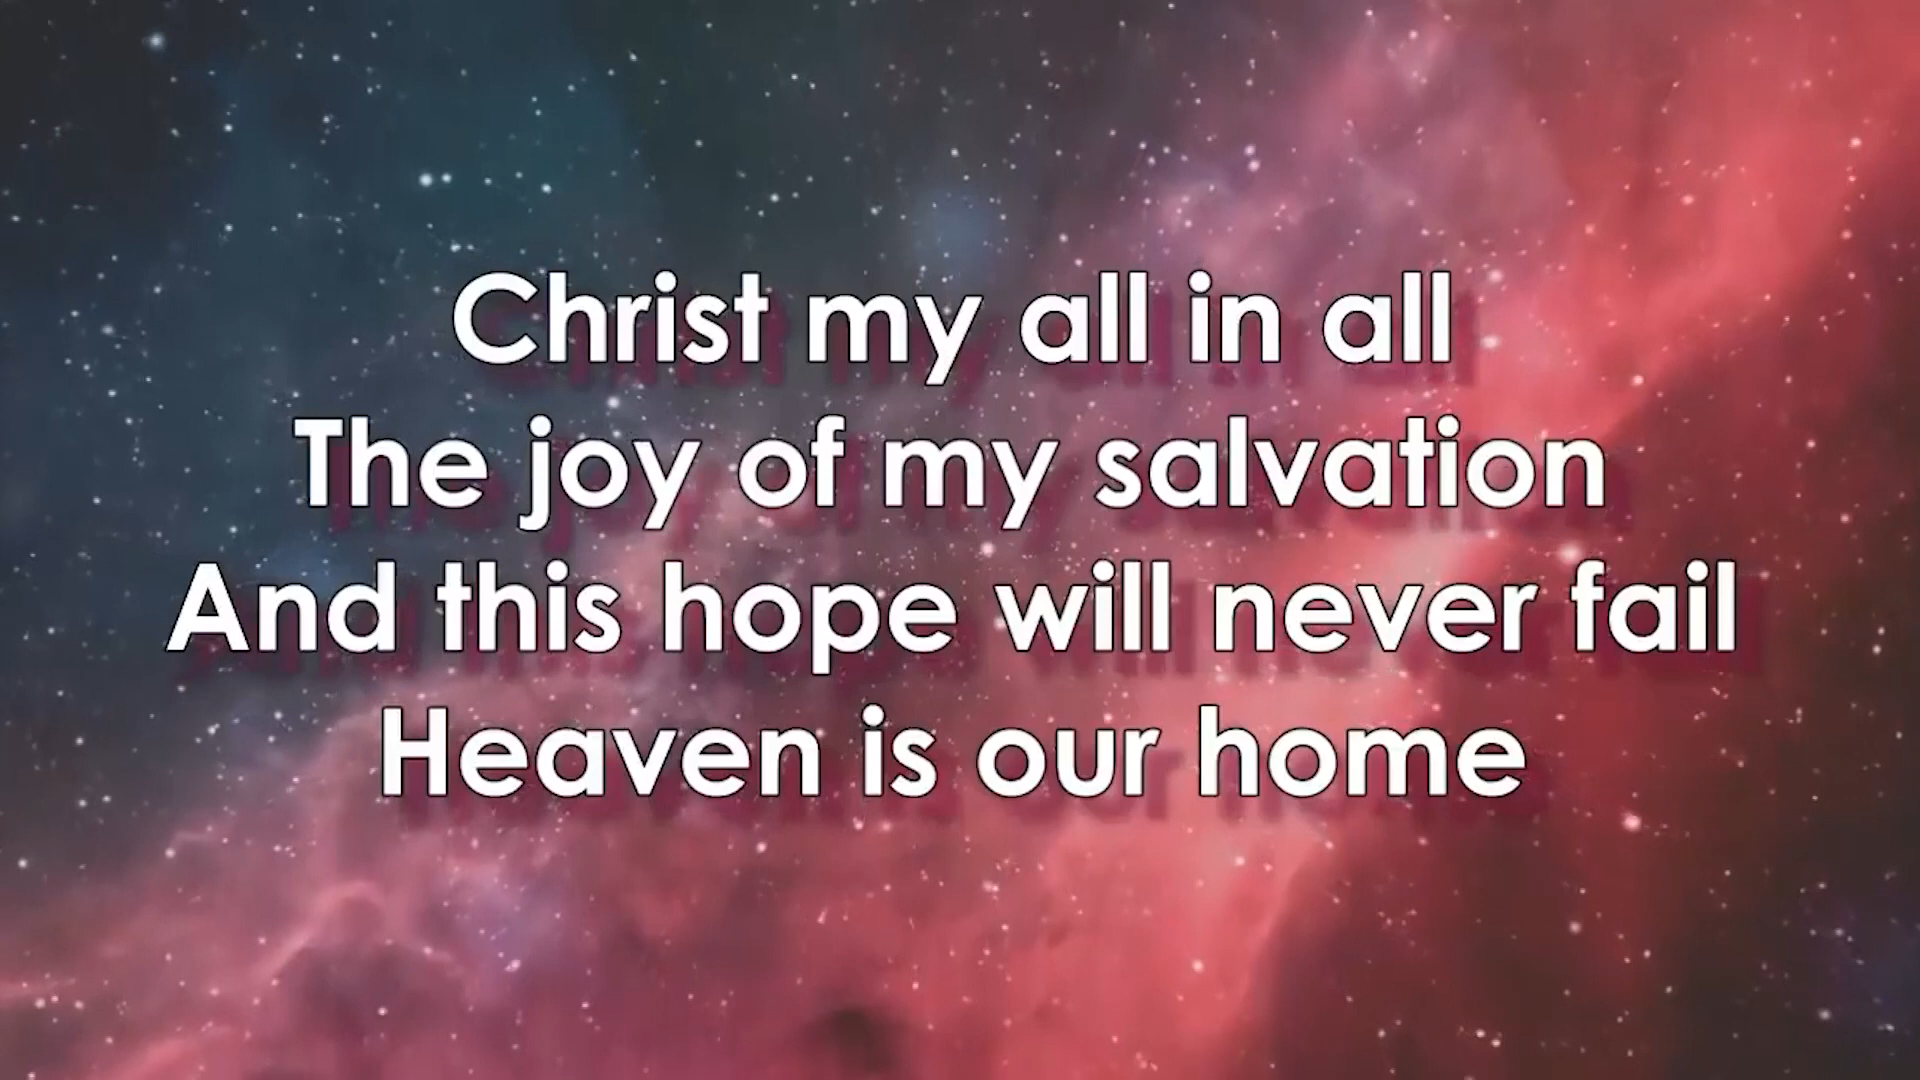 Christ my all in all
The joy of my salvation
And this hope will never fail
Heaven is our home